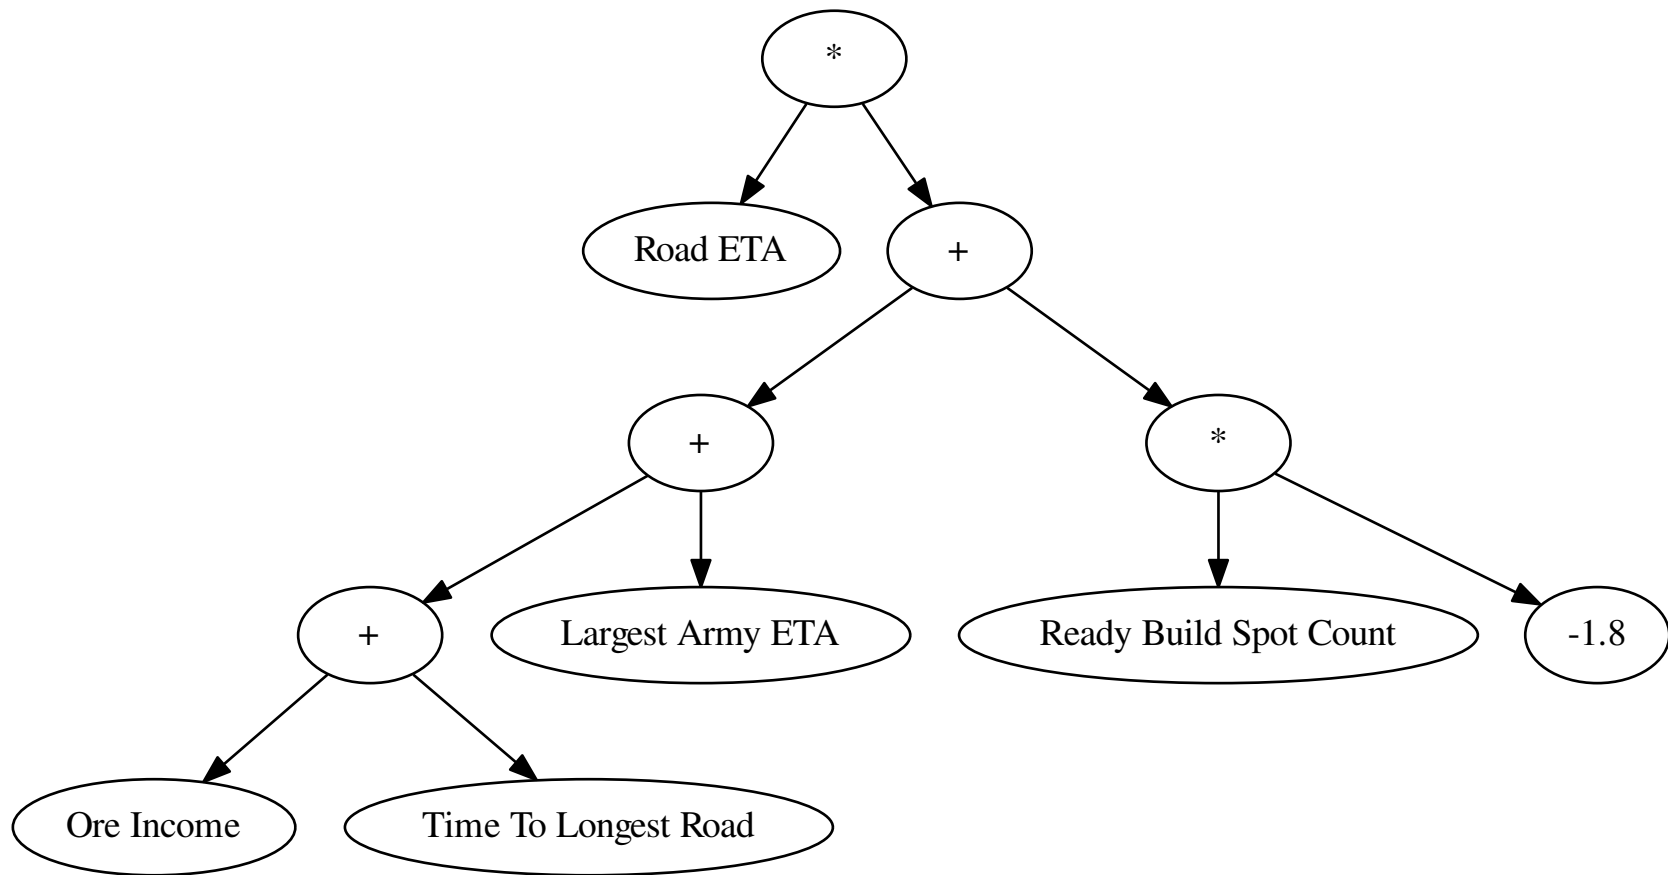 *
Road ETA
+
+
*
+
Largest Army ETA
Ready Build Spot Count
-1.8
Ore Income
Time To Longest Road